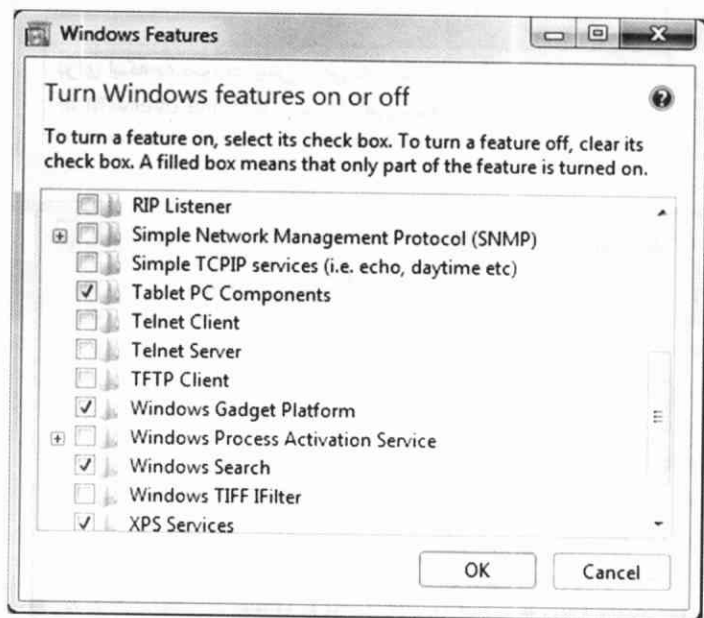 Windows Features
Turn Windows features on or off
To turn a feature on, select its check box. To turn a feature off, clear its
check box. A filled box means that only part of the feature is turned on.
RIP Listener
Simple Network Management Protocol (SNMP)
Simple TCPIP services (i.e. echo, daytime etc)
Tablet PC Components
Telnet Client
Telnet Server
TFTP Client
Windows Gadget Platform
Windows Process Activation Service
Windows Search
Windows TIFF IFilter
XPS Services
OK
Cancel